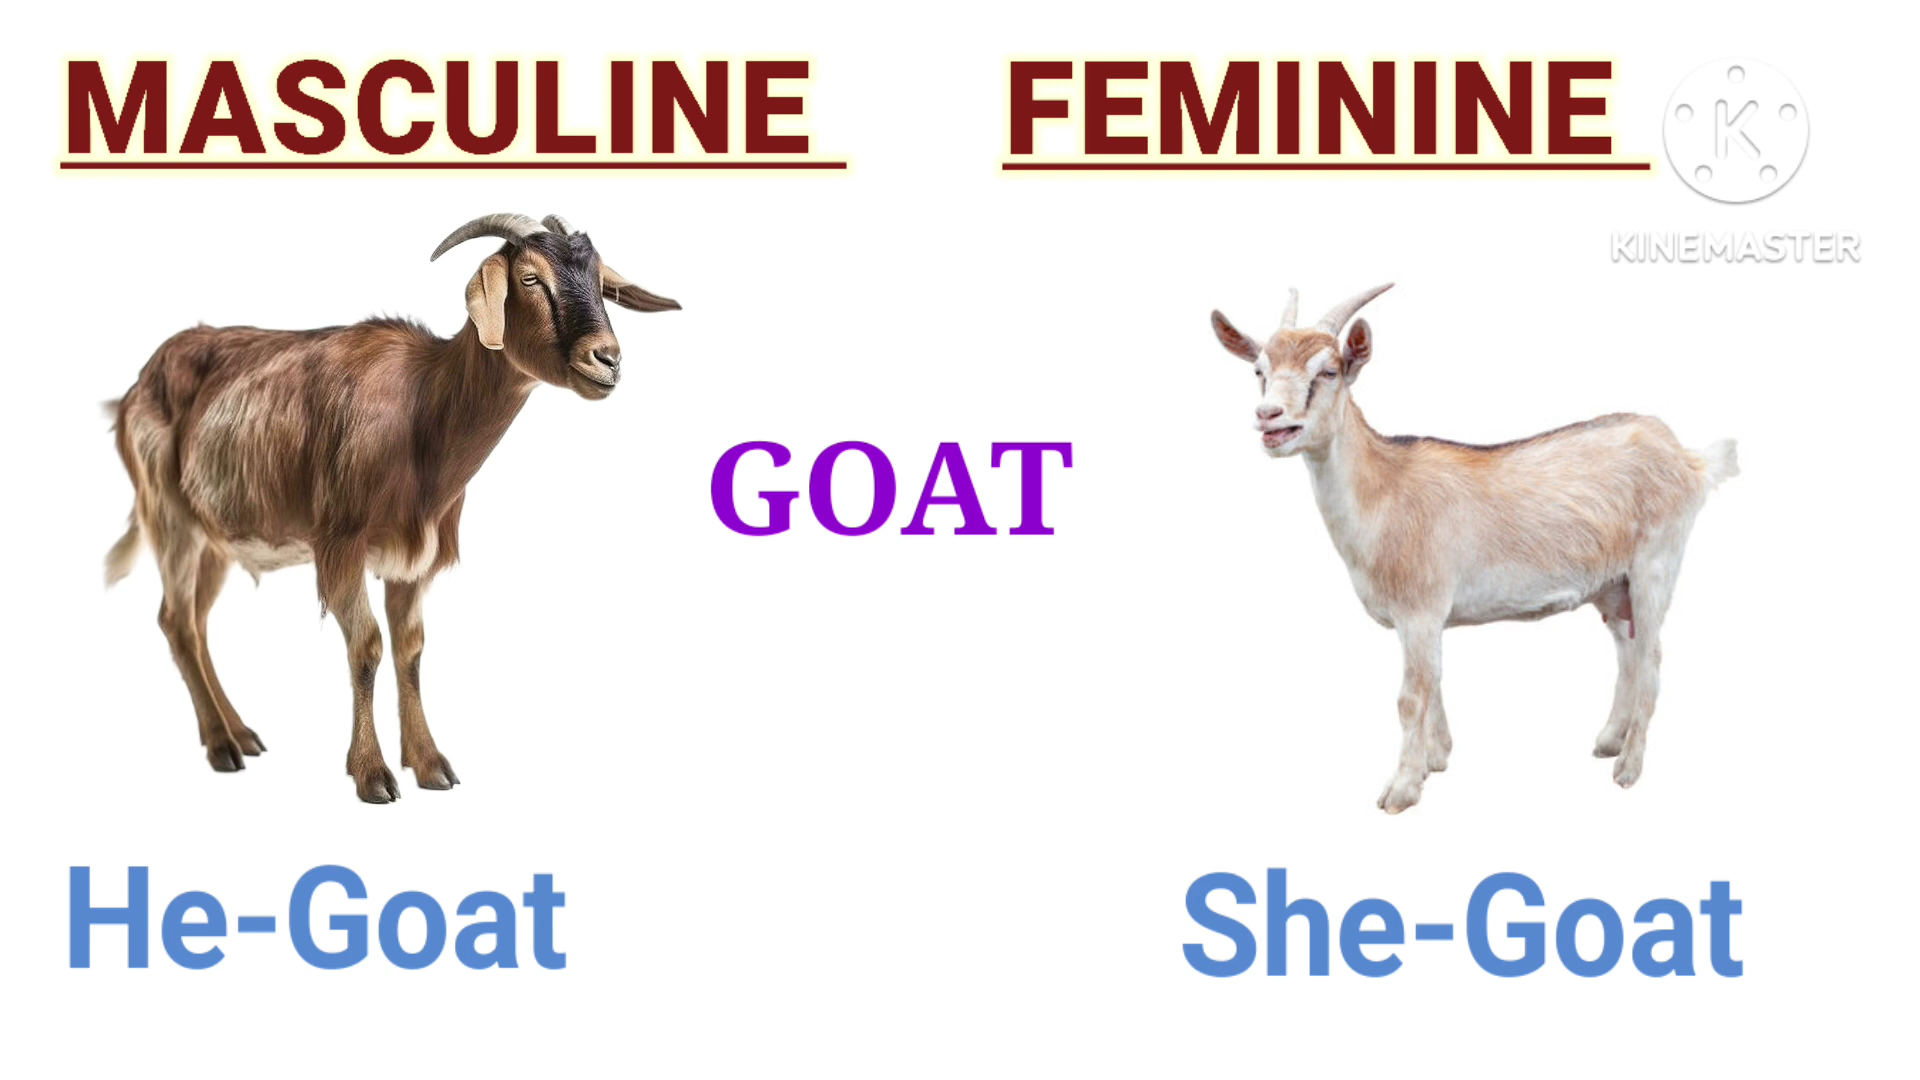 MASCULINE
FEMININE
K
KINEMASTER
GOAT
He-Goat
She-Goat